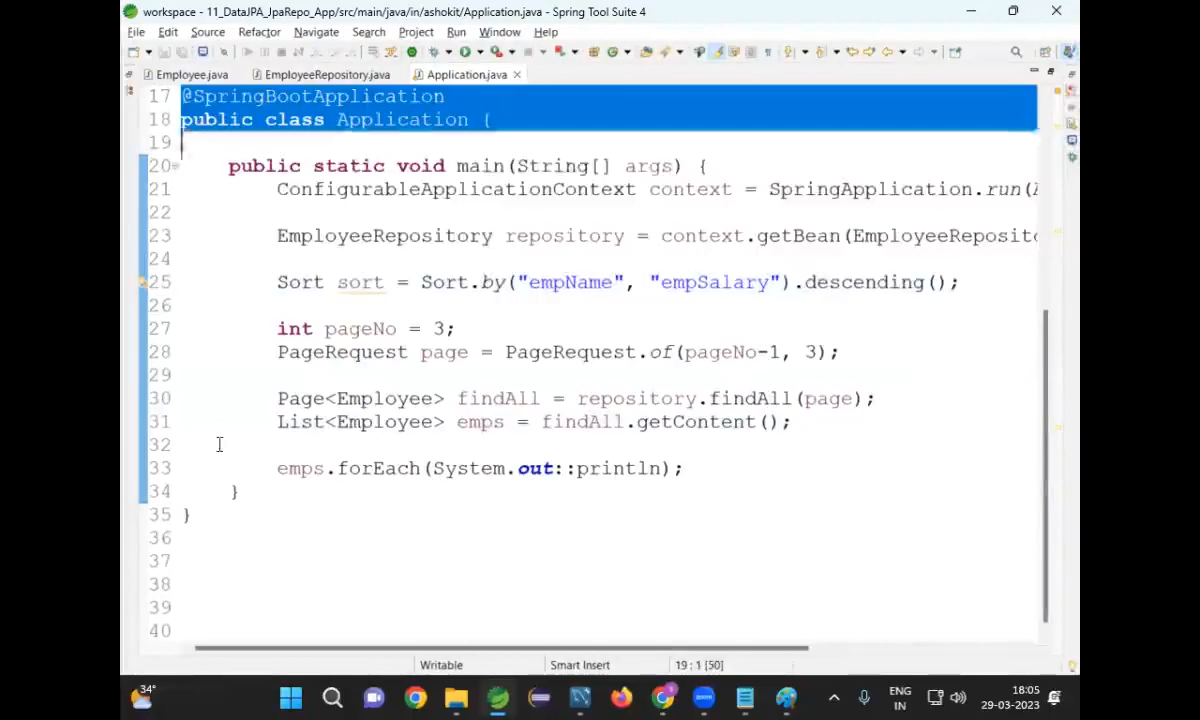 workspace - 11_DataJPA_JpaRepo_App/src/main/java/in/ashokit/Application.java - Spring Tool Suite 4
File Edit Source Refactor Navigate Search Project Run Window Help
Employee.java EmployeeRepository.java Application.java
17 @SpringBootApplication
18 public class Application {
19
20 public static void main(String[] args) {
21 ConfigurableApplicationContext context = SpringApplication.run(
22
23 EmployeeRepository repository = context.getBean(EmployeeReposito
24
25 Sort sort = Sort.by("empName", "empSalary").descending();
26
27 int pageNo = 3;
28 PageRequest page = PageRequest.of(pageNo-1, 3);
29
30 Page<Employee> findAll = repository.findAll(page);
31 List<Employee> emps = findAll.getContent();
32
33 emps.forEach(System.out::println);
34 }
35 }
36
37
38
39
40
Writable Smart Insert 19 : 1 [50]
34°
ENG
IN
18:05
29-03-2023